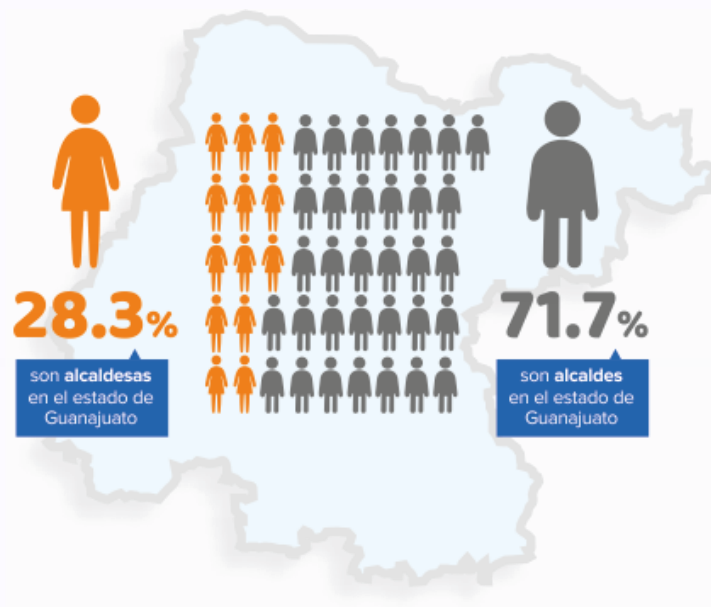 28.3%
son alcaldesas
en el estado de
Guanajuato
71.7%
son alcaldes
en el estado de
Guanajuato